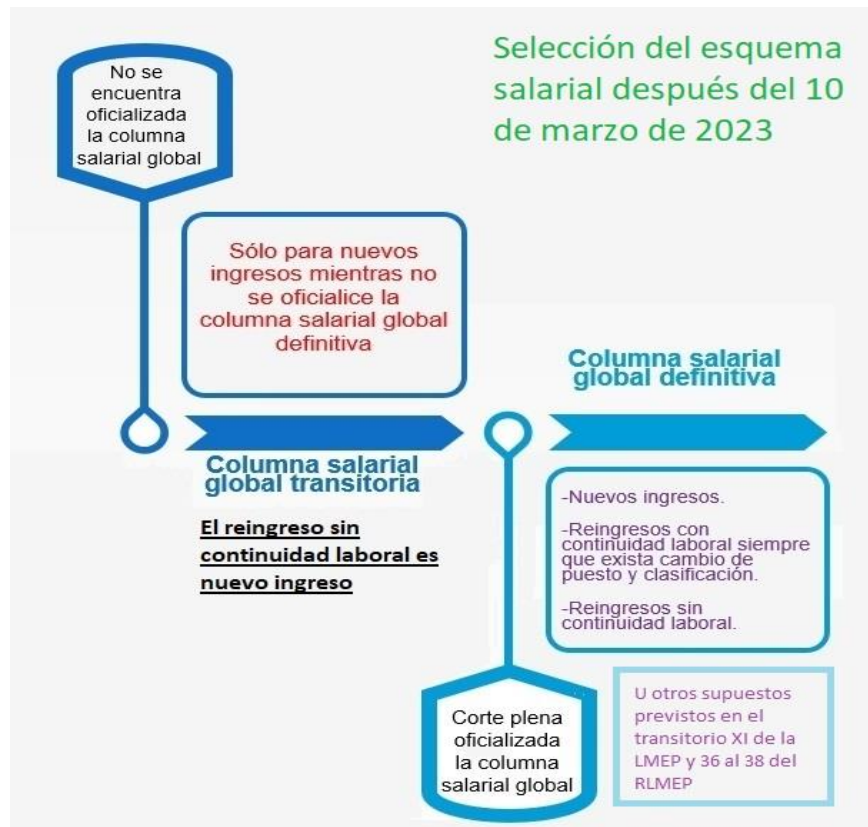 Selección del esquema
salarial después del 10
de marzo de 2023
No se
encuentra
oficializada
la columna
salarial global
Sólo para nuevos
ingresos mientras no
se oficialice la
columna salarial global
definitiva
Columna salarial
global transitoria
El reingreso sin
continuidad laboral es
nuevo ingreso
Columna salarial
global definitiva
-Nuevos ingresos.
-Reingresos con
continuidad laboral siempre
que exista cambio de
puesto y clasificación.
-Reingresos sin
continuidad laboral.
Corte plena
oficializada
la columna
salarial global
U otros supuestos
previstos en el
transitorio XI de la
LMEP y 36 al 38 del
RLMEP